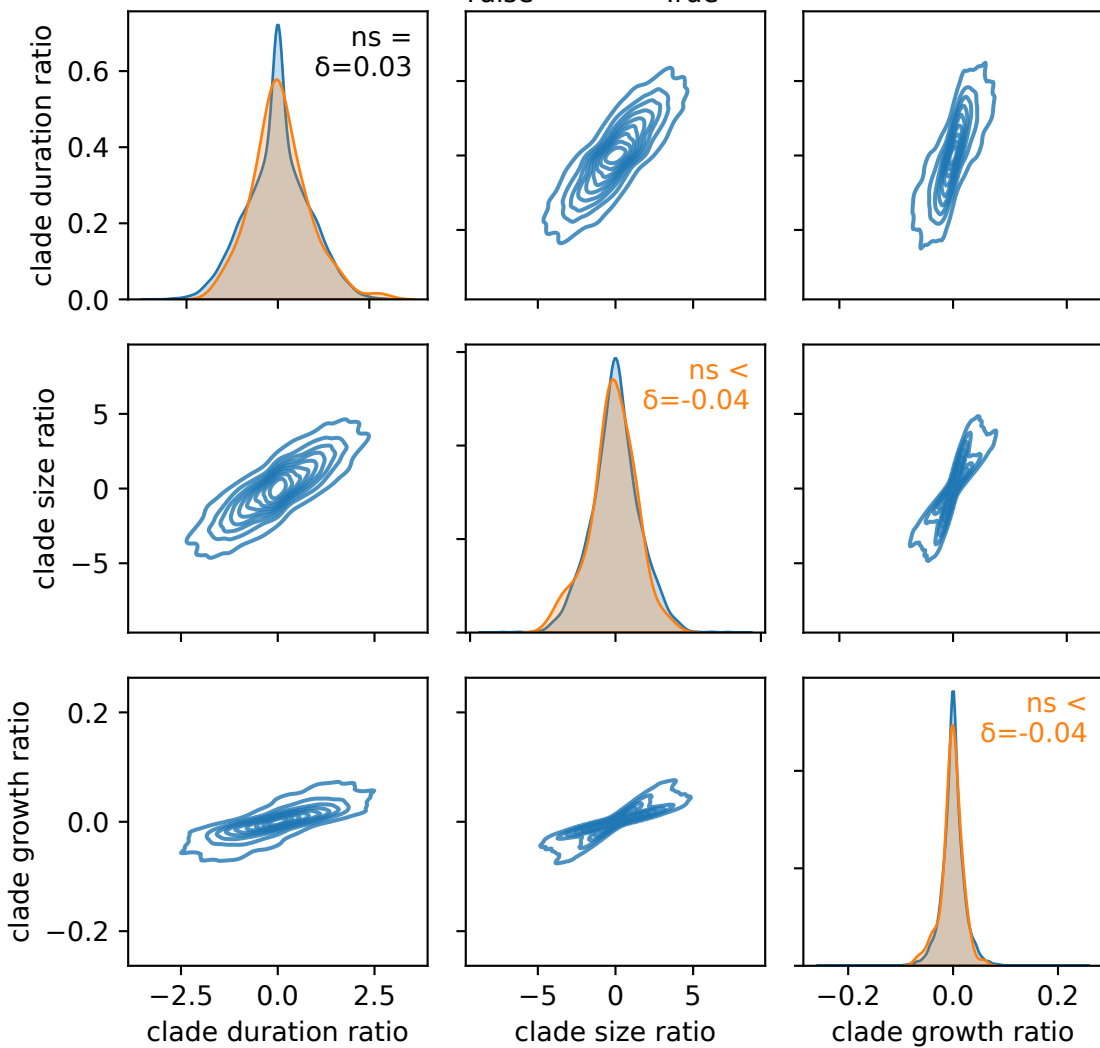 clade duration ratio
0.6
0.4
0.2
0.0
ns =
δ=0.03
clade size ratio
5
0
−5
ns <
δ=-0.04
clade growth ratio
0.2
0.0
−0.2
ns <
δ=-0.04
−2.5 0.0 2.5
−5 0 5
−0.2 0.0 0.2
clade duration ratio
clade size ratio
clade growth ratio